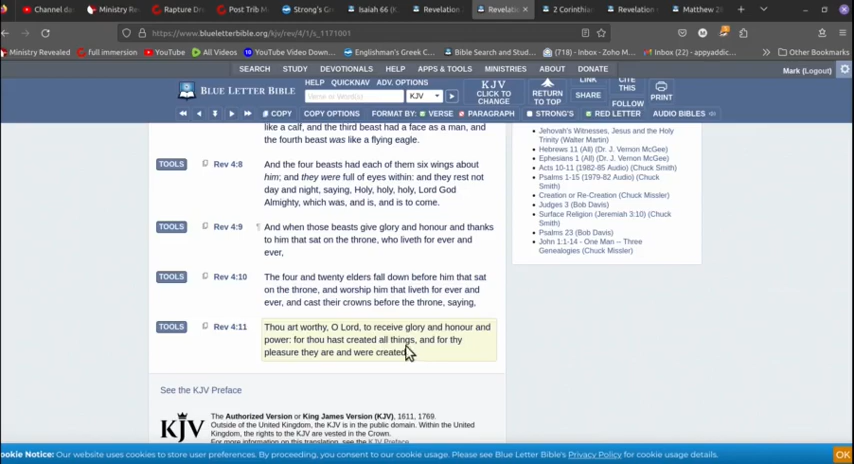 Channel da
Ministry Re
Rapture Dr
Post Trib M
Strong's Gr
Isaiah 66 (K
Revelation
Revelatio
2 Corinthia
Revelation
Matthew 2
https://www.blueletterbible.org/kjv/rev/4/1/s_1171001
Ministry Revealed
full immersion
YouTube
All Videos
YouTube Video Down…
Englishman's Greek C…
Bible Search and Stud…
(718) - Inbox - Zoho M…
Inbox (22) - appyaddic…
Other Bookmarks
SEARCH STUDY DEVOTIONALS HELP APPS & TOOLS MINISTRIES ABOUT DONATE
Mark (Logout)
BLUE LETTER BIBLE
HELP QUICKNAV ADV. OPTIONS
Verse or Word(s)
KJV
KJV
CLICK TO
CHANGE
RETURN
TO TOP
LINK
SHARE
CITE
THIS
FOLLOW
PRINT
COPY COPY OPTIONS FORMAT BY: VERSE PARAGRAPH STRONG'S RED LETTER AUDIO BIBLES
like a calf, and the third beast had a face as a man, and
the fourth beast was like a flying eagle.
TOOLS Rev 4:8 And the four beasts had each of them six wings about
him; and they were full of eyes within: and they rest not
day and night, saying, Holy, holy, holy, Lord God
Almighty, which was, and is, and is to come.
TOOLS Rev 4:9 ¶ And when those beasts give glory and honour and thanks
to him that sat on the throne, who liveth for ever and
ever,
TOOLS Rev 4:10 The four and twenty elders fall down before him that sat
on the throne, and worship him that liveth for ever and
ever, and cast their crowns before the throne, saying,
TOOLS Rev 4:11 Thou art worthy, O Lord, to receive glory and honour and
power: for thou hast created all things, and for thy
pleasure they are and were created
Jehovah's Witnesses, Jesus and the Holy
Trinity (Walter Martin)
Hebrews 11 (All) (Dr. J. Vernon McGee)
Ephesians 1 (All) (Dr. J. Vernon McGee)
Acts 10-11 (1982-85 Audio) (Chuck
Smith)
Psalms 1-15 (1979-82 Audio) (Chuck
Smith)
Creation or Re-Creation (Chuck Missler)
Judges 3 (Bob Davis)
Surface Religion (Jeremiah 3:10) (Chuck
Smith)
Psalms 23 (Bob Davis)
John 1:1-14 - One Man -- Three
Genealogies (Chuck Missler)
See the KJV Preface
KJV
The Authorized Version or King James Version (KJV), 1611, 1769.
Outside of the United Kingdom, the KJV is in the public domain. Within the United
Kingdom, the rights to the KJV are vested in the Crown.
For more information on this translation, see the KJV Preface.
ookie Notice: Our website uses cookies to store user preferences. By proceeding, you consent to our cookie usage. Please see Blue Letter Bible's Privacy Policy for cookie usage details.
OK